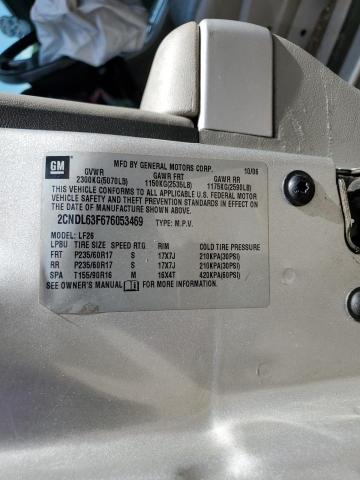 GM
MFD BY GENERAL MOTORS CORP. 10/06
GVWR GAWR FRT GAWR RR
2300KG(5070LB) 1150KG(2535LB) 1175KG(2590LB)
THIS VEHICLE CONFORMS TO ALL APPLICABLE U.S. FEDERAL MOTOR
VEHICLE SAFETY AND THEFT PREVENTION STANDARDS IN EFFECT ON
THE DATE OF MANUFACTURE SHOWN ABOVE.
2CNDL63F676053469 TYPE: M.P.V.
MODEL: LF26
LPBU TIRE SIZE SPEED RTG RIM COLD TIRE PRESSURE
FRT P235/60R17 S 17X7J 210KPA(30PSI)
RR P235/60R17 S 17X7J 210KPA(30PSI)
SPA T155/90R16 M 16X4T 420KPA(60PSI)
SEE OWNER'S MANUAL FOR MORE INFORMATION.